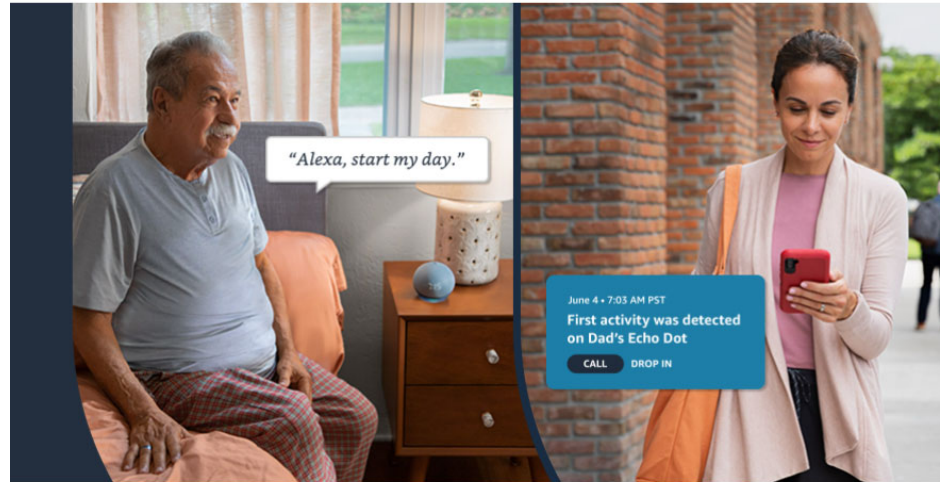 “Alexa, start my day.”
June 4 • 7:03 AM PST
First activity was detected
on Dad’s Echo Dot
CALL DROP IN